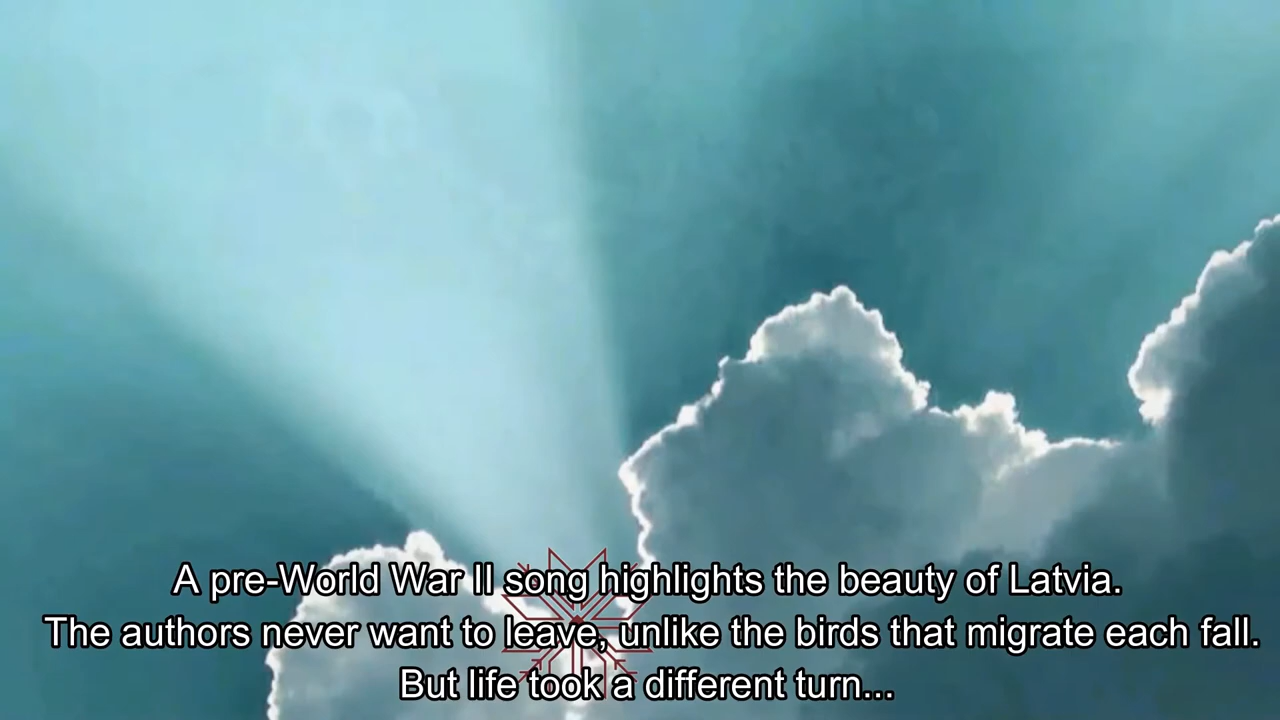 A pre-World War II song highlights the beauty of Latvia.
The authors never want to leave, unlike the birds that migrate each fall.
But life took a different turn...